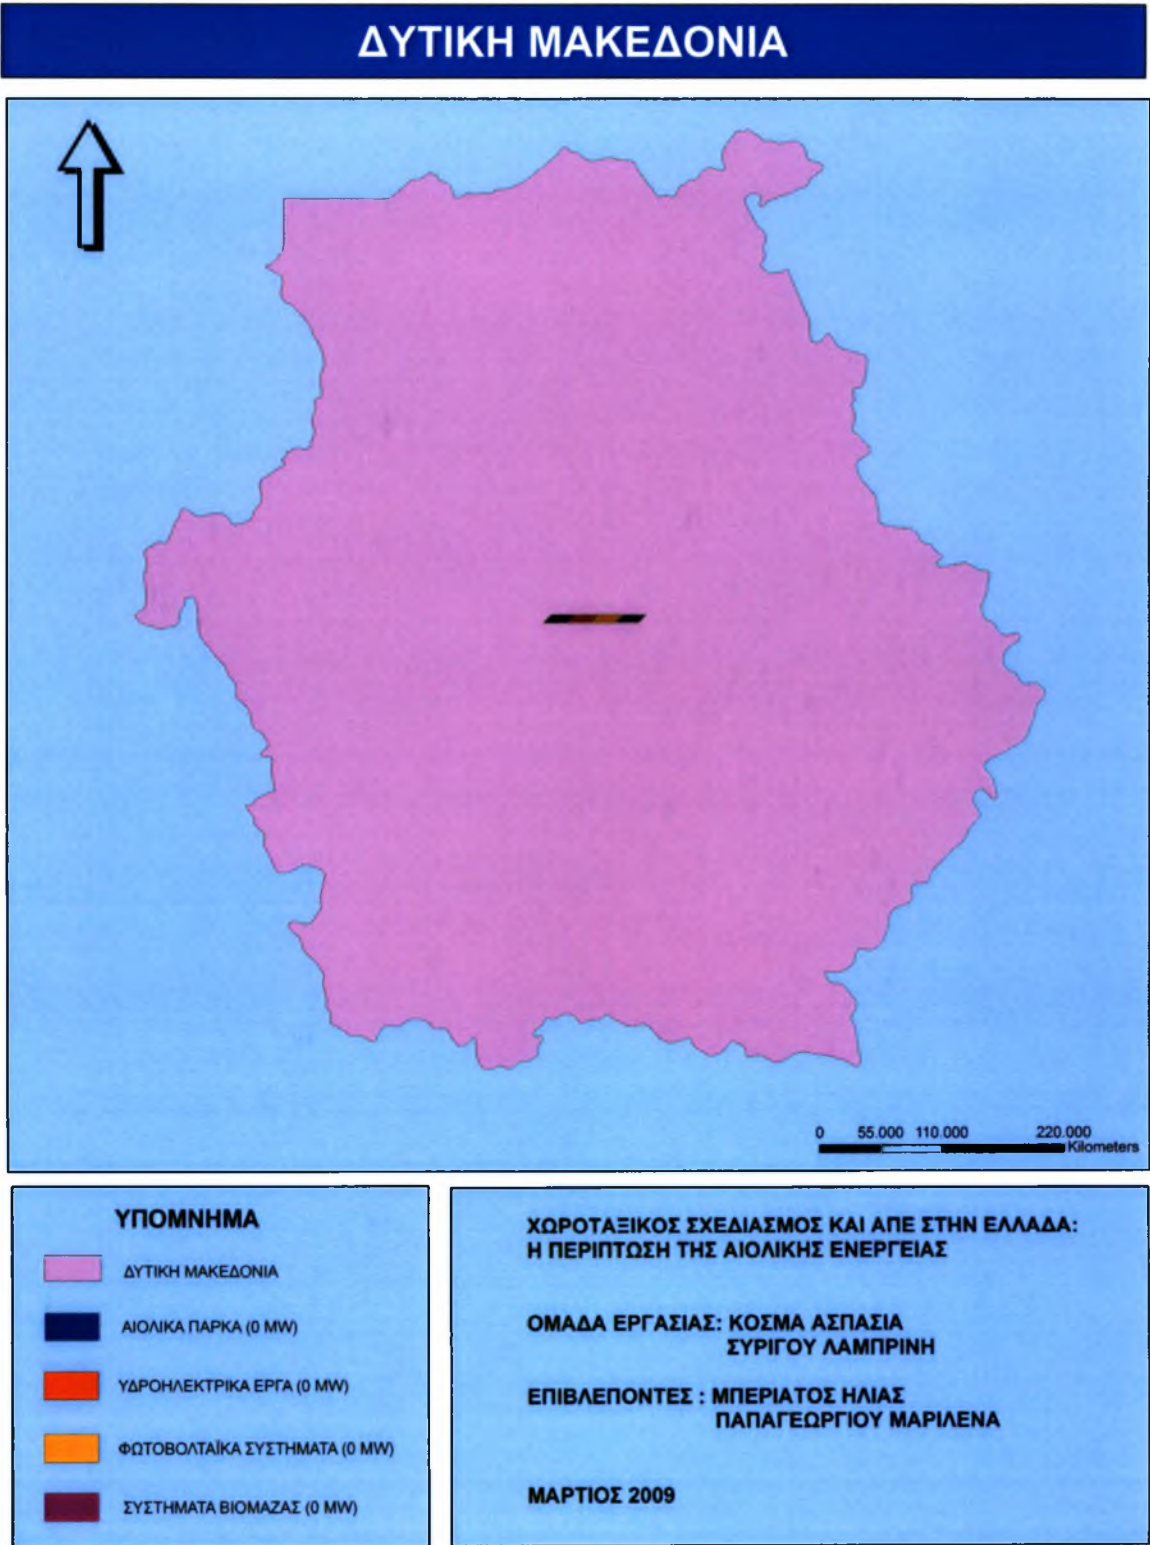 ΔΥΤΙΚΗ ΜΑΚΕΔΟΝΙΑ
0 55.000 110.000 220.000
Kilometers
ΥΠΟΜΝΗΜΑ
ΔΥΤΙΚΗ ΜΑΚΕΔΟΝΙΑ
ΑΙΟΛΙΚΑ ΠΑΡΚΑ (0 MW)
ΥΔΡΟΗΛΕΚΤΡΙΚΑ ΕΡΓΑ (0 MW)
ΦΩΤΟΒΟΛΤΑΪΚΑ ΣΥΣΤΗΜΑΤΑ (0 MW)
ΣΥΣΤΗΜΑΤΑ ΒΙΟΜΑΖΑΣ (0 MW)
ΧΩΡΟΤΑΞΙΚΟΣ ΣΧΕΔΙΑΣΜΟΣ ΚΑΙ ΑΠΕ ΣΤΗΝ ΕΛΛΑΔΑ:
Η ΠΕΡΙΠΤΩΣΗ ΤΗΣ ΑΙΟΛΙΚΗΣ ΕΝΕΡΓΕΙΑΣ
ΟΜΑΔΑ ΕΡΓΑΣΙΑΣ: ΚΟΣΜΑ ΑΣΠΑΣΙΑ
ΣΥΡΙΓΟΥ ΛΑΜΠΡΙΝΗ
ΕΠΙΒΛΕΠΟΝΤΕΣ : ΜΠΕΡΙΑΤΟΣ ΗΛΙΑΣ
ΠΑΠΑΓΕΩΡΓΙΟΥ ΜΑΡΙΛΕΝΑ
ΜΑΡΤΙΟΣ 2009